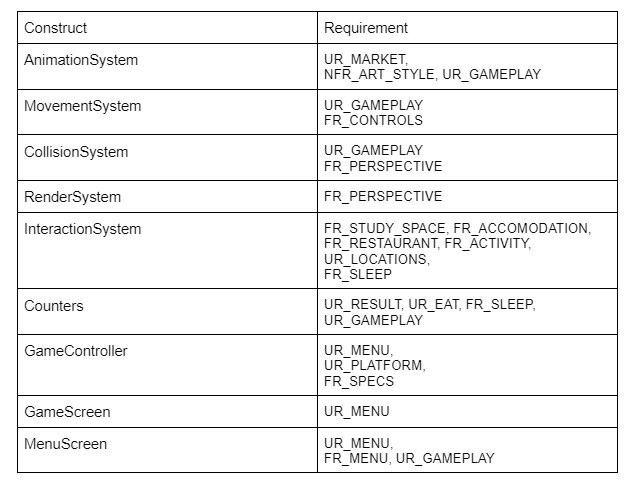 Construct Requirement
AnimationSystem UR_MARKET,
NFR_ART_STYLE, UR_GAMEPLAY
MovementSystem UR_GAMEPLAY
FR_CONTROLS
CollisionSystem UR_GAMEPLAY
FR_PERSPECTIVE
RenderSystem FR_PERSPECTIVE
InteractionSystem FR_STUDY_SPACE, FR_ACCOMODATION,
FR_RESTAURANT, FR_ACTIVITY,
UR_LOCATIONS,
FR_SLEEP
Counters UR_RESULT, UR_EAT, FR_SLEEP,
UR_GAMEPLAY
GameController UR_MENU,
UR_PLATFORM,
FR_SPECS
GameScreen UR_MENU
MenuScreen UR_MENU,
FR_MENU, UR_GAMEPLAY